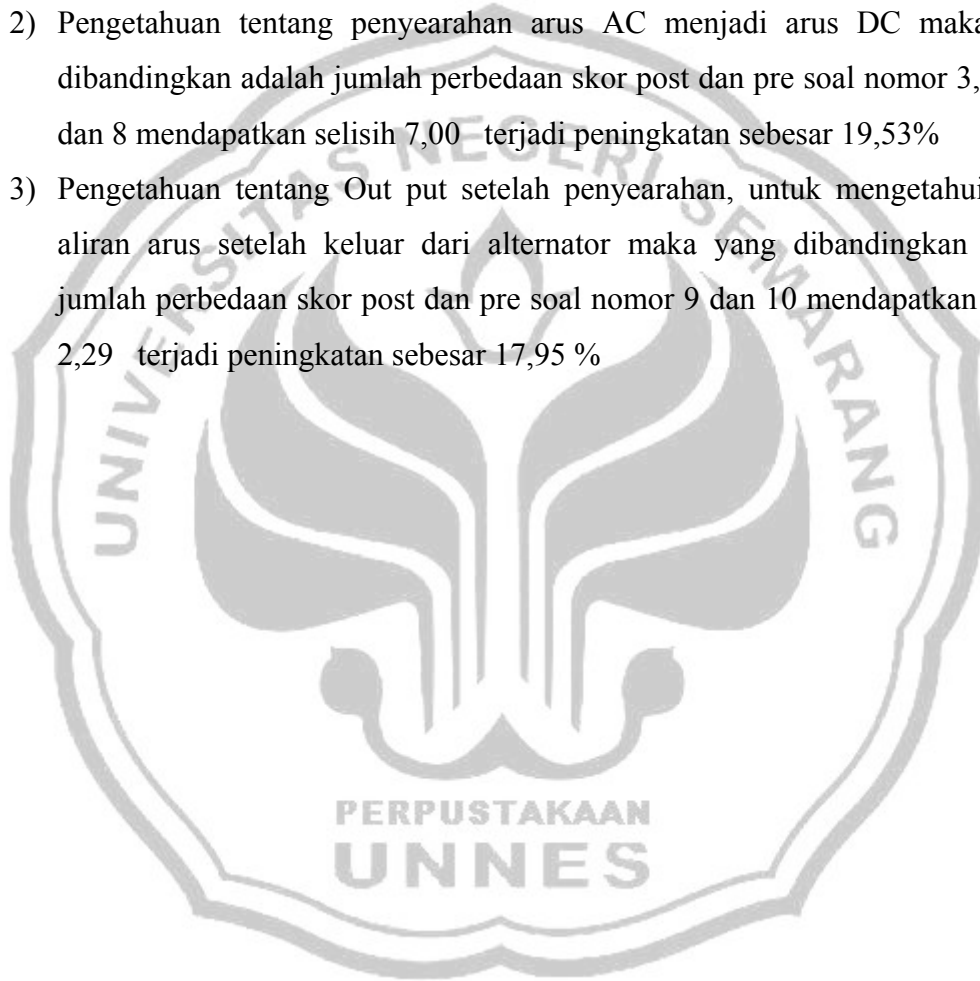 2) Pengetahuan tentang penyearahan arus AC menjadi arus DC maka
dibandingkan adalah jumlah perbedaan skor post dan pre soal nomor 3,
dan 8 mendapatkan selisih 7,00 terjadi peningkatan sebesar 19,53%
3) Pengetahuan tentang Out put setelah penyearahan, untuk mengetahui
aliran arus setelah keluar dari alternator maka yang dibandingkan
jumlah perbedaan skor post dan pre soal nomor 9 dan 10 mendapatkan
2,29 terjadi peningkatan sebesar 17,95 %
UNIVERSITAS NEGERI SEMARANG
PERPUSTAKAAN
UNNES